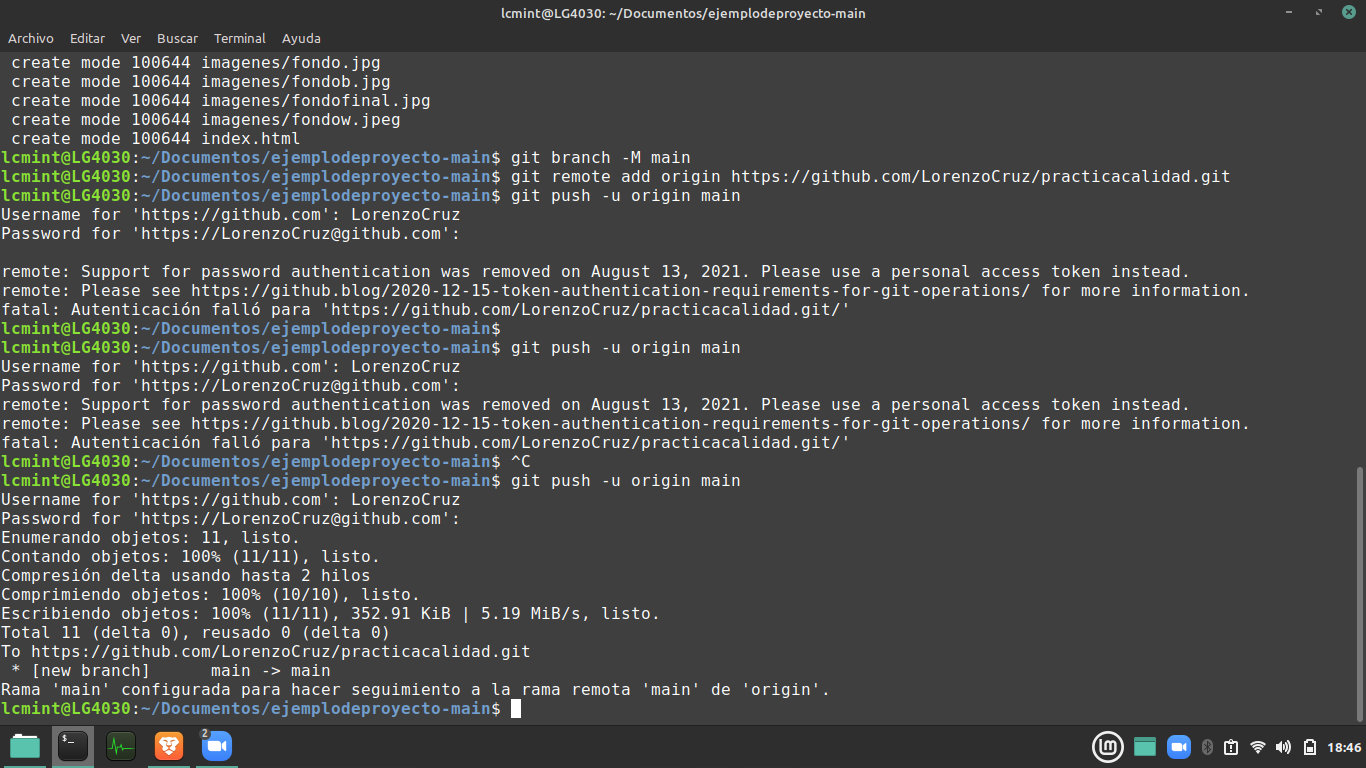 lcmint@LG4030: ~/Documentos/ejemplodeproyecto-main
Archivo Editar Ver Buscar Terminal Ayuda
create mode 100644 imagenes/fondo.jpg
create mode 100644 imagenes/fondob.jpg
create mode 100644 imagenes/fondofinal.jpg
create mode 100644 imagenes/fondow.jpeg
create mode 100644 index.html
lcmint@LG4030:~/Documentos/ejemplodeproyecto-main$ git branch -M main
lcmint@LG4030:~/Documentos/ejemplodeproyecto-main$ git remote add origin https://github.com/LorenzoCruz/practicacalidad.git
lcmint@LG4030:~/Documentos/ejemplodeproyecto-main$ git push -u origin main
Username for 'https://github.com': LorenzoCruz
Password for 'https://LorenzoCruz@github.com':
remote: Support for password authentication was removed on August 13, 2021. Please use a personal access token instead.
remote: Please see https://github.blog/2020-12-15-token-authentication-requirements-for-git-operations/ for more information.
fatal: Autenticación falló para 'https://github.com/LorenzoCruz/practicacalidad.git/'
lcmint@LG4030:~/Documentos/ejemplodeproyecto-main$
lcmint@LG4030:~/Documentos/ejemplodeproyecto-main$ git push -u origin main
Username for 'https://github.com': LorenzoCruz
Password for 'https://LorenzoCruz@github.com':
remote: Support for password authentication was removed on August 13, 2021. Please use a personal access token instead.
remote: Please see https://github.blog/2020-12-15-token-authentication-requirements-for-git-operations/ for more information.
fatal: Autenticación falló para 'https://github.com/LorenzoCruz/practicacalidad.git/'
lcmint@LG4030:~/Documentos/ejemplodeproyecto-main$ ^C
lcmint@LG4030:~/Documentos/ejemplodeproyecto-main$ git push -u origin main
Username for 'https://github.com': LorenzoCruz
Password for 'https://LorenzoCruz@github.com':
Enumerando objetos: 11, listo.
Contando objetos: 100% (11/11), listo.
Compresión delta usando hasta 2 hilos
Comprimiendo objetos: 100% (10/10), listo.
Escribiendo objetos: 100% (11/11), 352.91 KiB | 5.19 MiB/s, listo.
Total 11 (delta 0), reusado 0 (delta 0)
To https://github.com/LorenzoCruz/practicacalidad.git
* [new branch]      main -> main
Rama 'main' configurada para hacer seguimiento a la rama remota 'main' de 'origin'.
lcmint@LG4030:~/Documentos/ejemplodeproyecto-main$
$_ 2 18:46